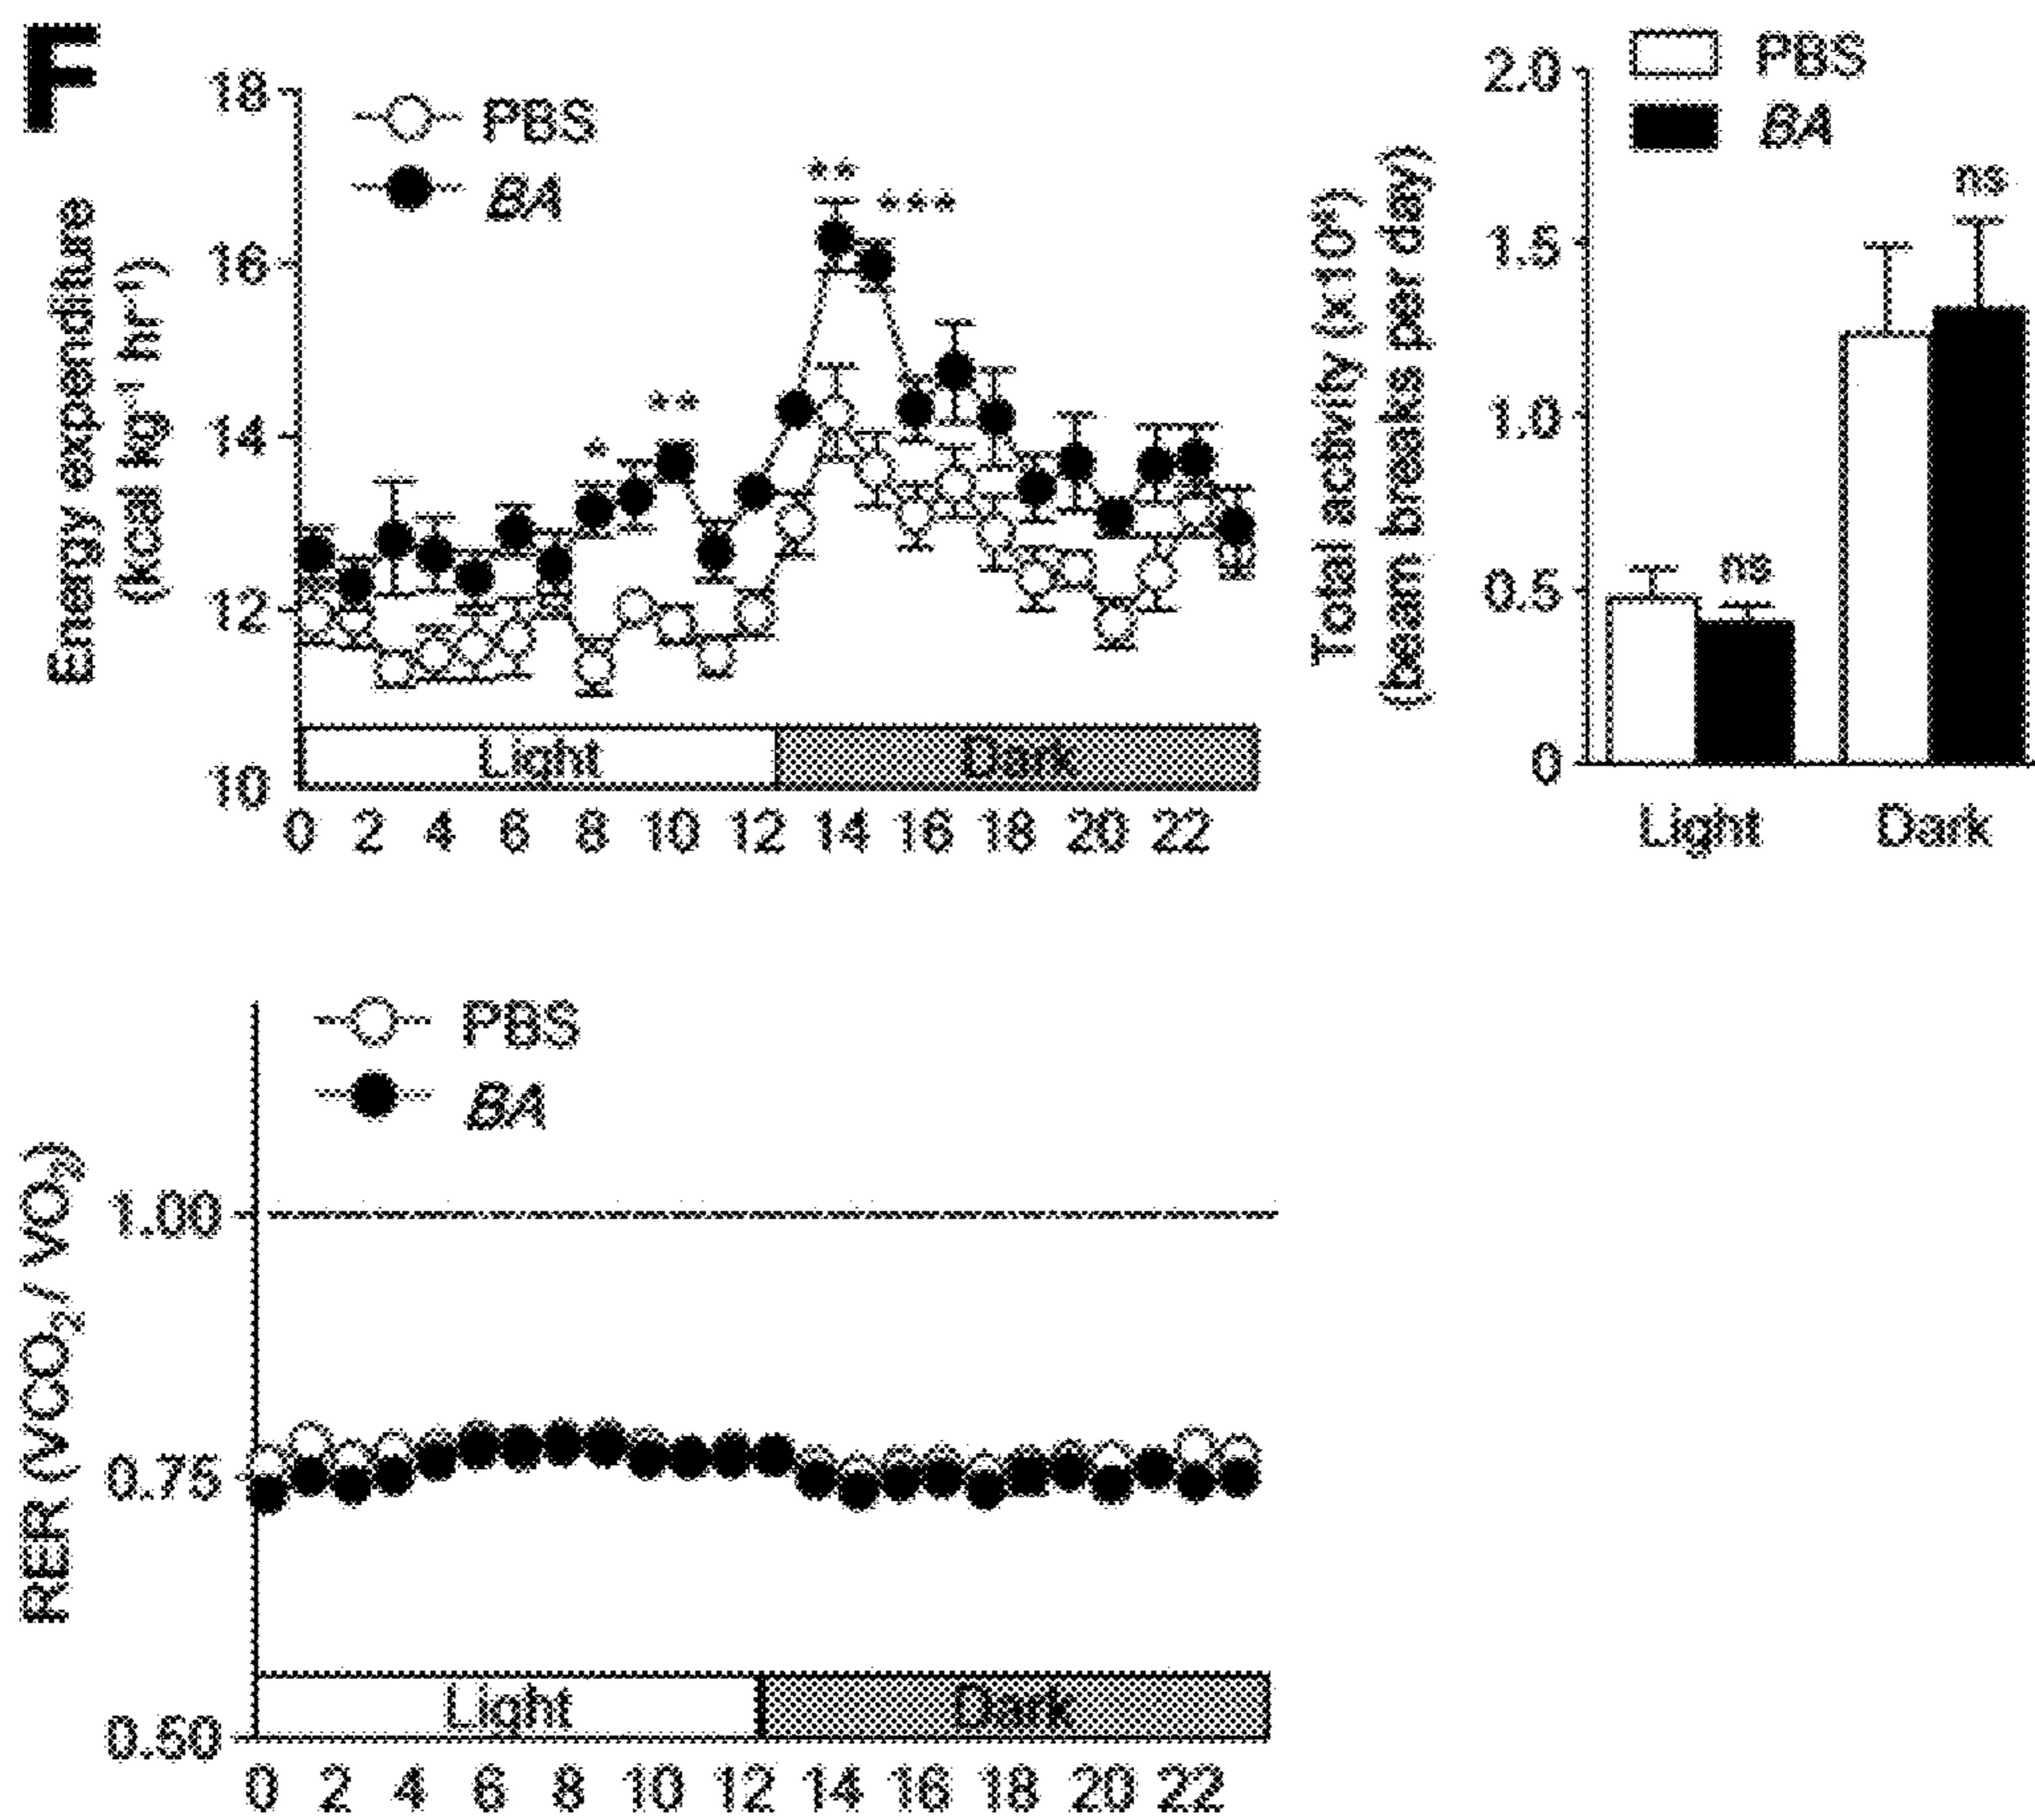 F
PBS
BA
Energy expenditure
(kcal kg⁻¹ hr⁻¹)
18
16
14
12
10
**
***
*
**
Light Dark
0 2 4 6 8 10 12 14 16 18 20 22
PBS
BA
Total activity (x10⁴)
(beam breaks per day)
2.0
1.5
1.0
0.5
0
ns
ns
Light Dark
PBS
BA
RER (VCO₂/ VO₂)
1.00
0.75
0.50
Light Dark
0 2 4 6 8 10 12 14 16 18 20 22